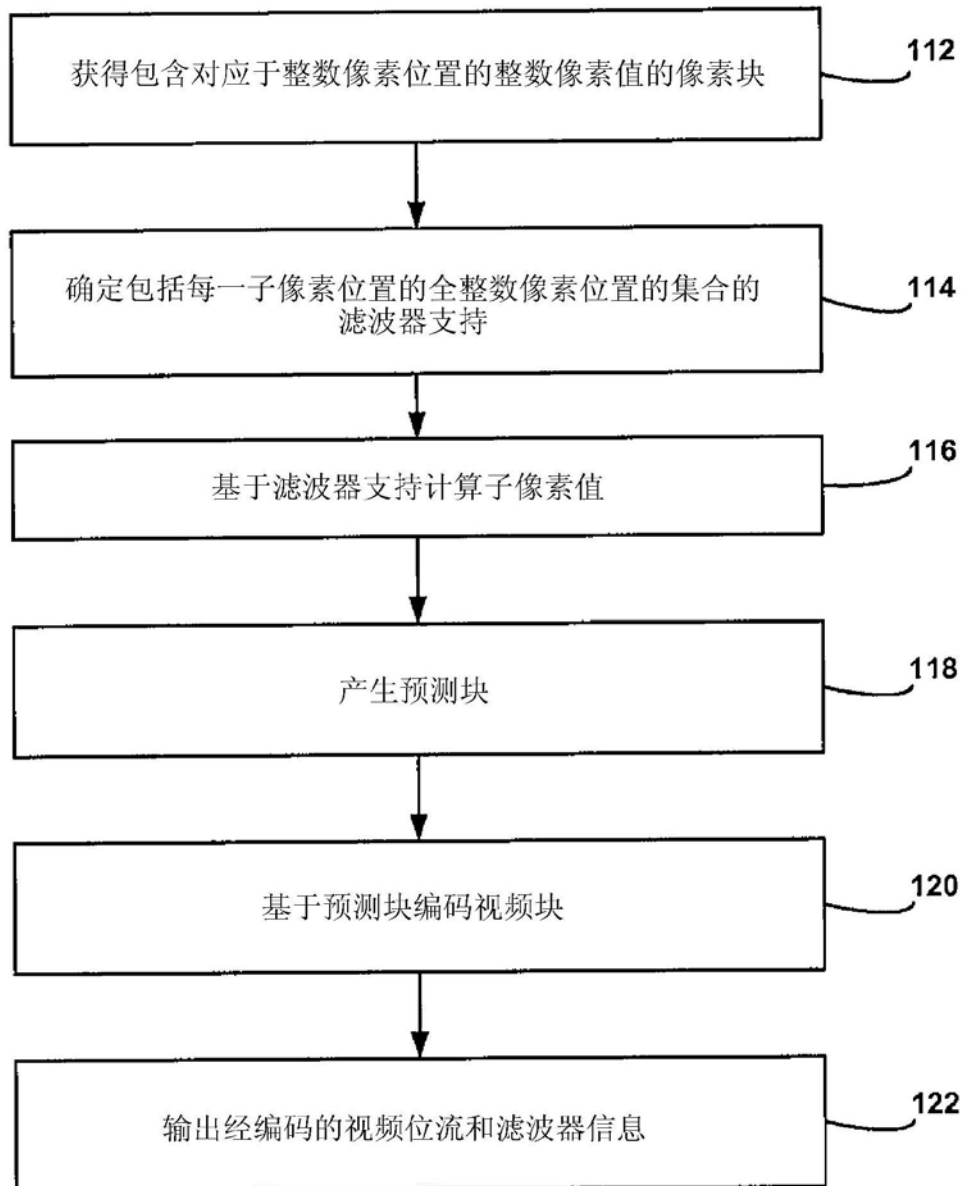 获得包含对应于整数像素位置的整数像素值的像素块
112
确定包括每一子像素位置的全整数像素位置的集合的
滤波器支持
114
基于滤波器支持计算子像素值
116
产生预测块
118
基于预测块编码视频块
120
输出经编码的视频位流和滤波器信息
122